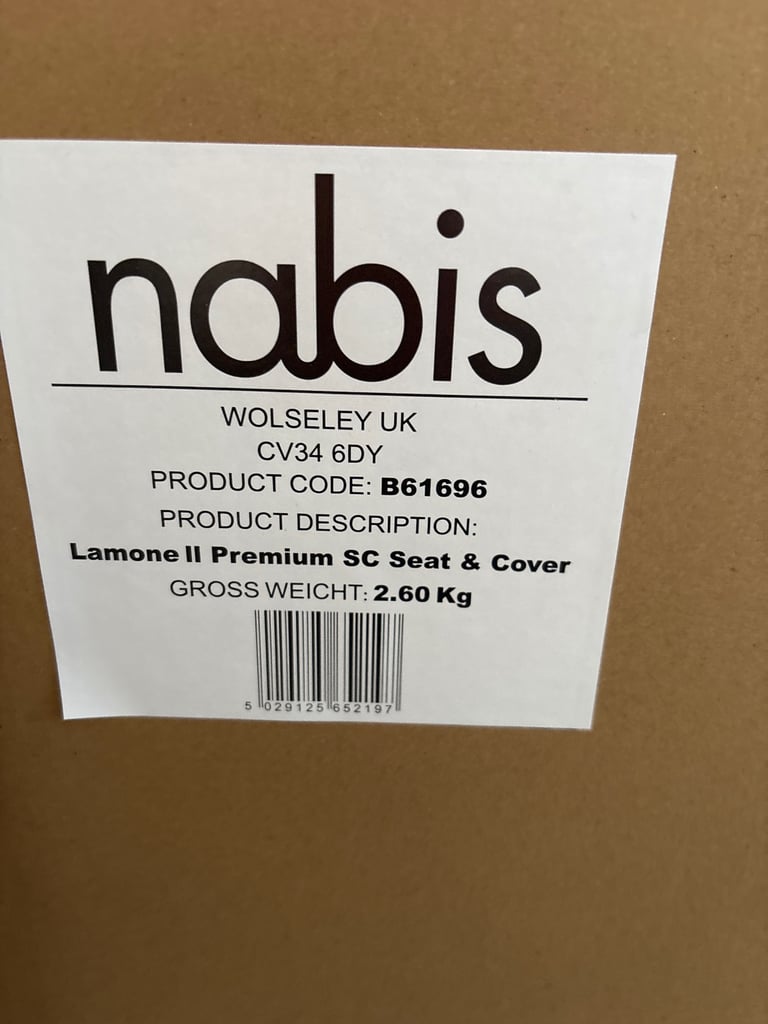 nabis
WOLSELEY UK
CV34 6DY
PRODUCT CODE: B61696
PRODUCT DESCRIPTION:
Lamone II Premium SC Seat & Cover
GROSS WEICHT: 2.60 Kg
5 029125 652197